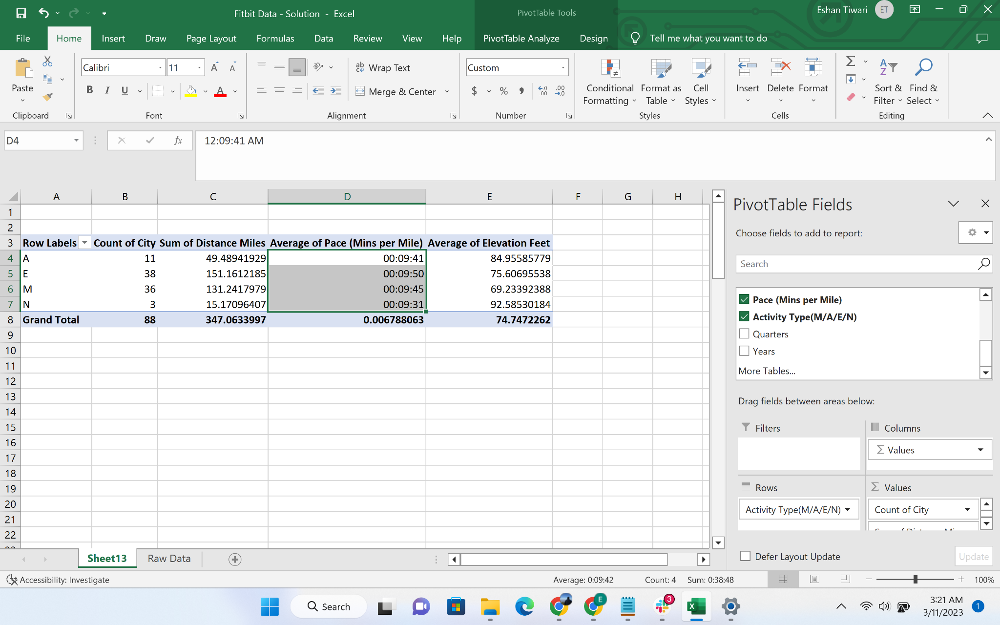 Fitbit Data - Solution - Excel
PivotTable Tools
Eshan Tiwari ET
File Home Insert Draw Page Layout Formulas Data Review View Help PivotTable Analyze Design Tell me what you want to do
Paste
Clipboard
Calibri 11
B I U
Font
Wrap Text
Merge & Center
Alignment
Custom
$ % .00
Number
Conditional Formatting
Format as Table
Cell Styles
Styles
Insert Delete Format
Cells
Sort & Filter
Find & Select
Editing
D4 fx 12:09:41 AM
A B C D E F G H
1
2
3 Row Labels Count of City Sum of Distance Miles Average of Pace (Mins per Mile) Average of Elevation Feet
4 A 11 49.48941929 00:09:41 84.95585779
5 E 38 151.1612185 00:09:50 75.60695538
6 M 36 131.2417979 00:09:45 69.23392388
7 N 3 15.17096407 00:09:31 92.58530184
8 Grand Total 88 347.0633997 0.006788063 74.7472262
9
10
11
12
13
14
15
16
17
18
19
20
21
22
PivotTable Fields
Choose fields to add to report:
Search
Pace (Mins per Mile)
Activity Type(M/A/E/N)
Quarters
Years
More Tables...
Drag fields between areas below:
Filters
Columns
Σ Values
Rows
Σ Values
Activity Type(M/A/E/N)
Count of City
Defer Layout Update
Update
Sheet13 Raw Data
Accessibility: Investigate
Average: 0:09:42 Count: 4 Sum: 0:38:48
100%
Search
E
3
3:21 AM
3/11/2023
1